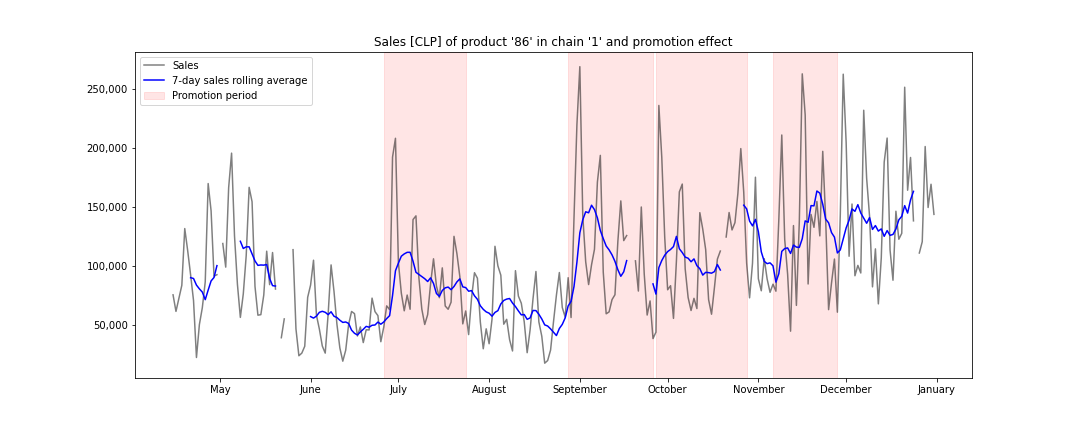 Sales [CLP] of product '86' in chain '1' and promotion effect
Sales
7-day sales rolling average
Promotion period
250,000
200,000
150,000
100,000
50,000
May June July August September October November December January